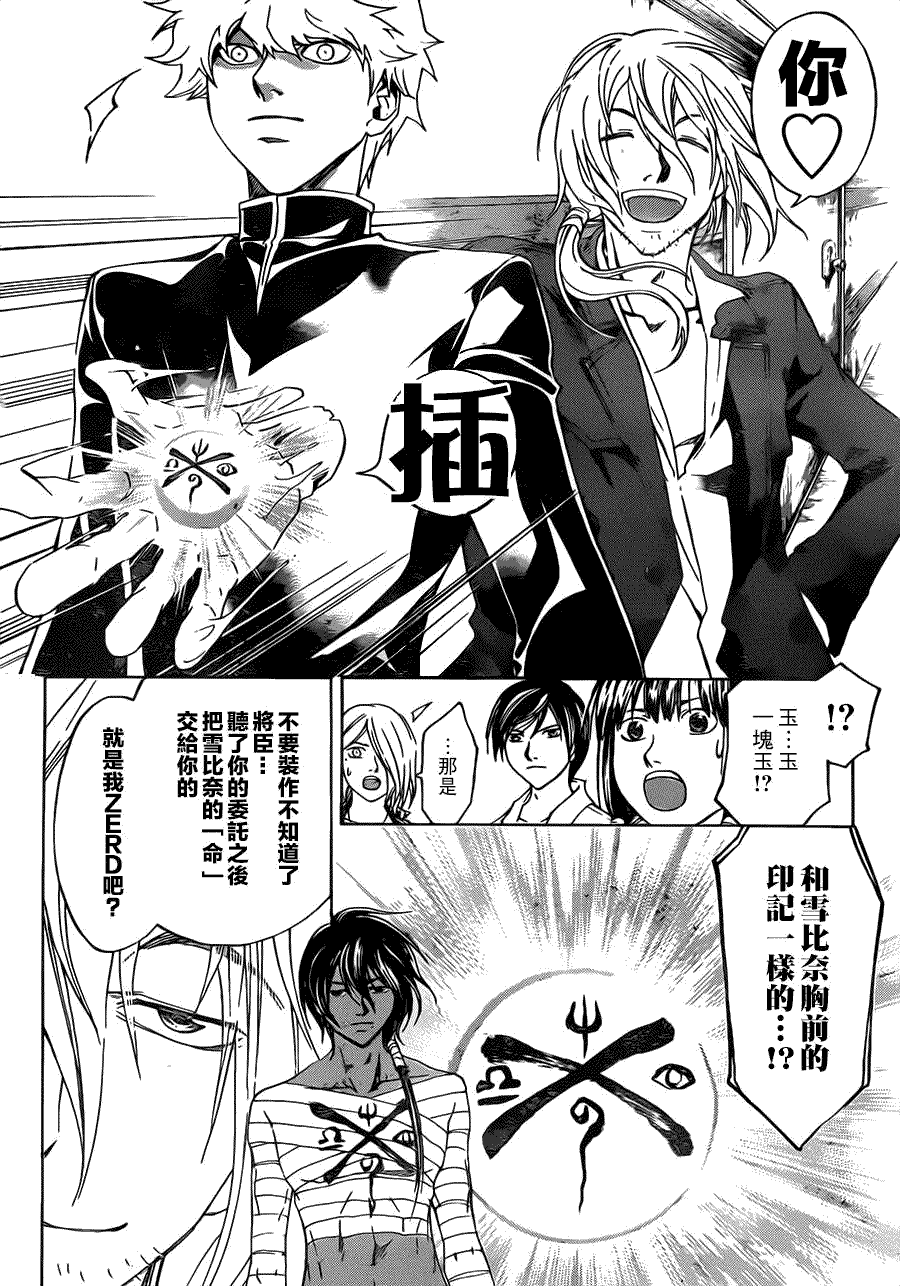 你♡
插
!?
玉…玉
一塊玉!?
…那是
和雪比奈胸前的
印記一樣的…!?
不要裝作不知道了
將臣…
聽了你的委託之後
把雪比奈的「命」
交給你的
就是我ZERD吧?